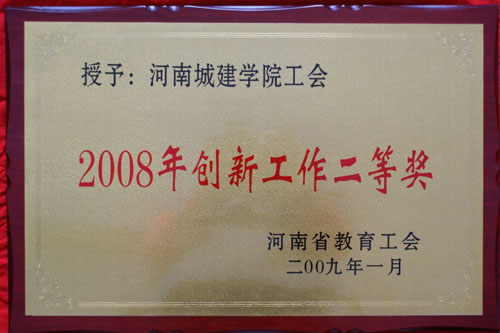 授予：河南城建学院工会
2008年创新工作二等奖
河南省教育工会
二00九年一月